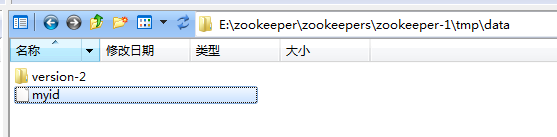 E:\zookeeper\zookeepers\zookeeper-1\tmp\data
名称 修改日期 类型 大小
version-2
myid